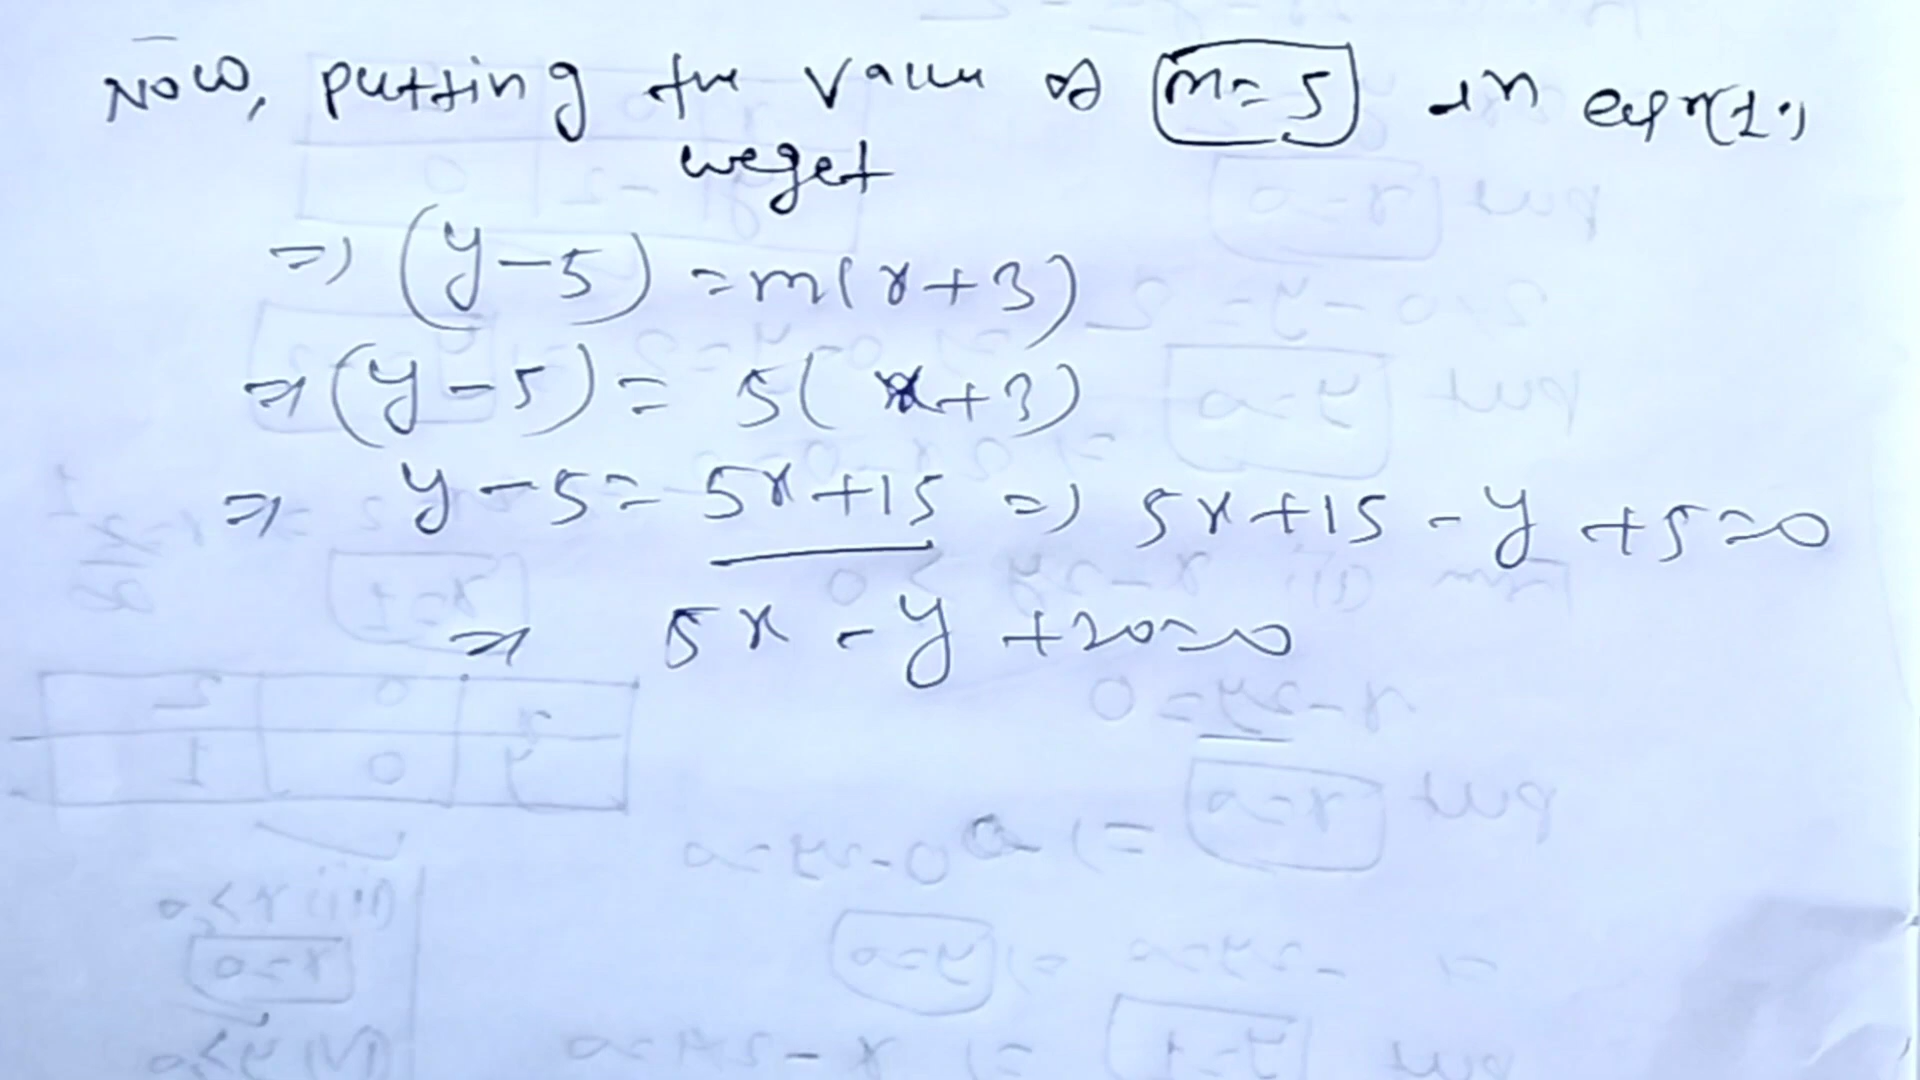 Now, putting the value of m=5 in eqn(1),
we get
=> (y-5) = m(x+3)
=> (y-5) = 5(x+3)
=> y-5 = 5x+15 => 5x+15-y+5=0
=> 5x-y+20=0